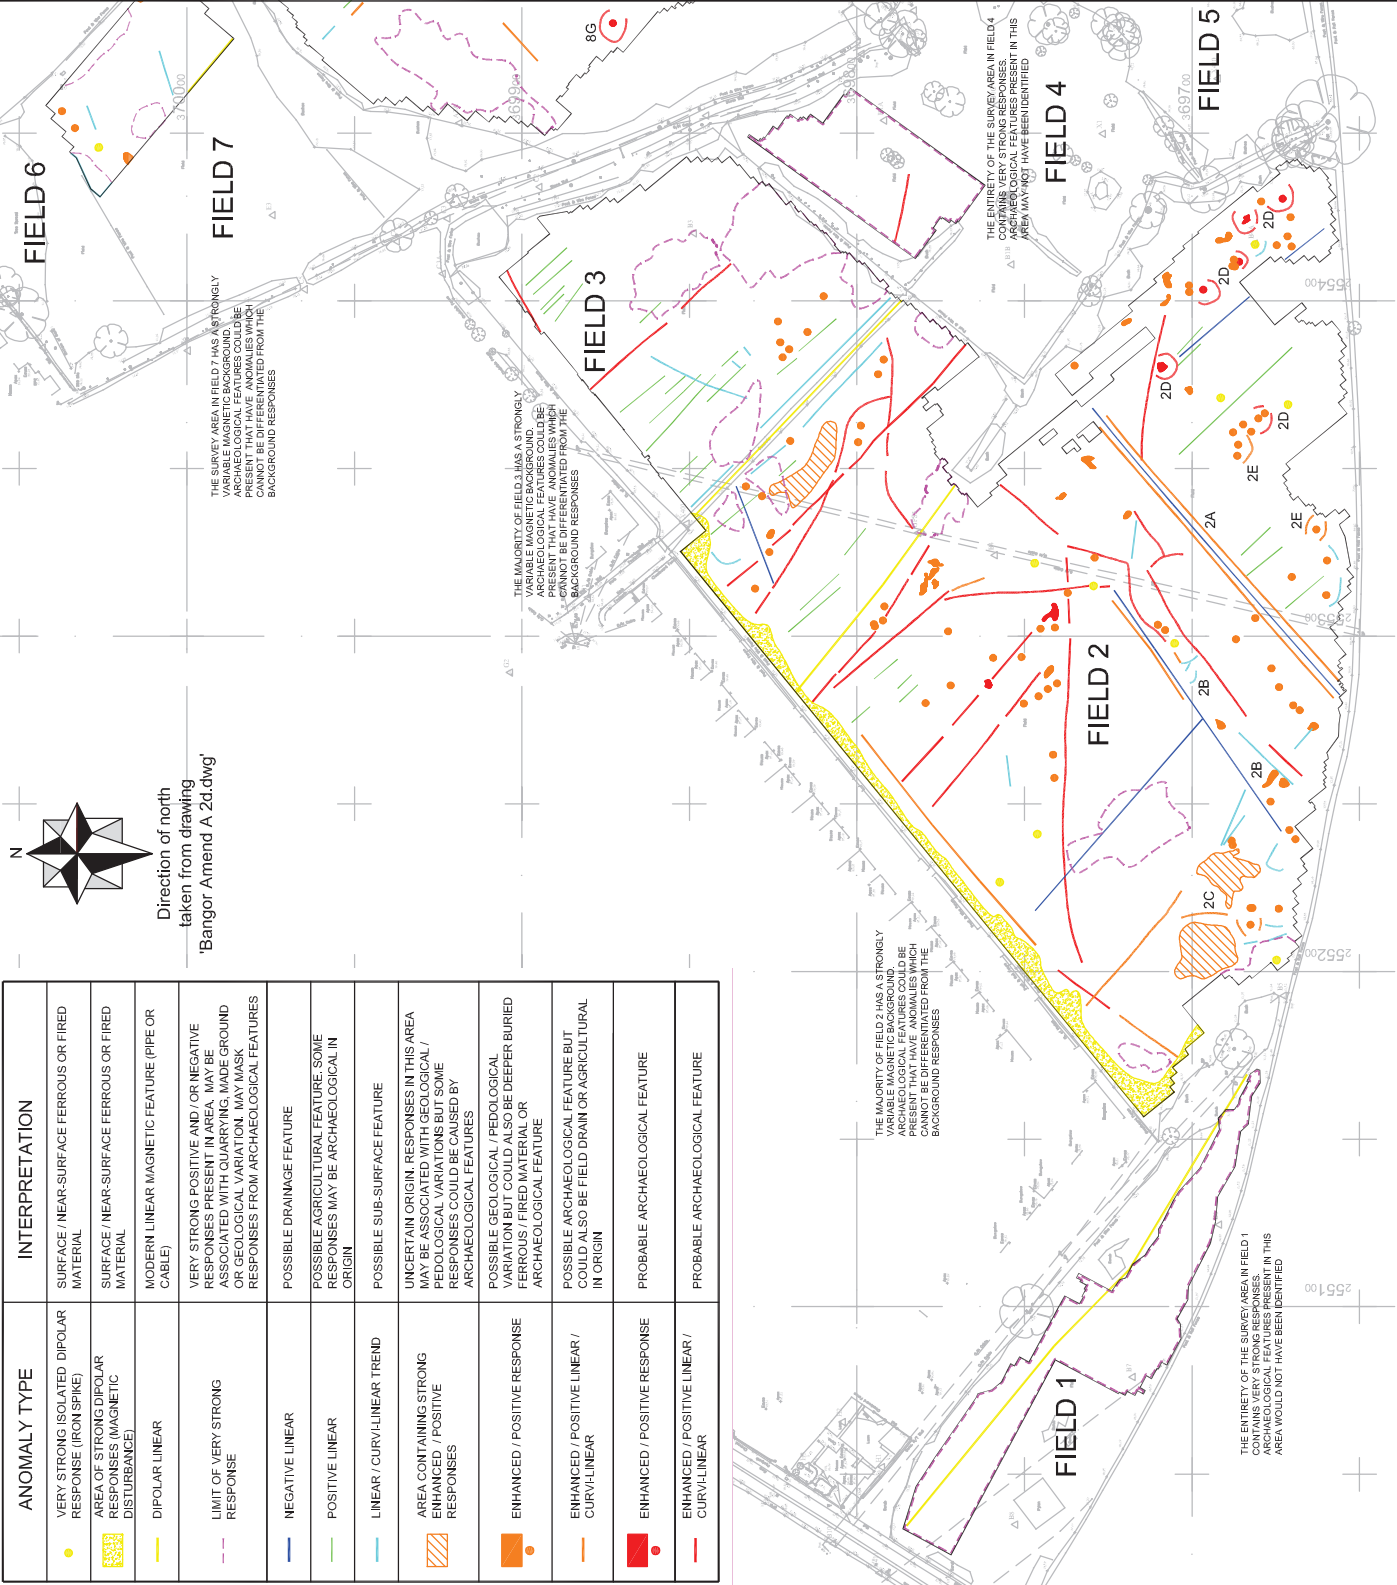 ANOMALY TYPE
INTERPRETATION
VERY STRONG ISOLATED DIPOLAR
RESPONSE (IRON SPIKE)
SURFACE / NEAR-SURFACE FERROUS OR FIRED
MATERIAL
AREA OF STRONG DIPOLAR
RESPONSES (MAGNETIC
DISTURBANCE)
SURFACE / NEAR-SURFACE FERROUS OR FIRED
MATERIAL
DIPOLAR LINEAR
MODERN LINEAR MAGNETIC FEATURE (PIPE OR
CABLE)
LIMIT OF VERY STRONG
RESPONSE
VERY STRONG POSITIVE AND / OR NEGATIVE
RESPONSES PRESENT IN AREA, MAY BE
ASSOCIATED WITH QUARRYING, MADE GROUND
OR GEOLOGICAL VARIATION. MAY MASK
RESPONSES FROM ARCHAEOLOGICAL FEATURES
NEGATIVE LINEAR
POSSIBLE DRAINAGE FEATURE
POSITIVE LINEAR
POSSIBLE AGRICULTURAL FEATURE. SOME
RESPONSES MAY BE ARCHAEOLOGICAL IN
ORIGIN
LINEAR / CURVI-LINEAR TREND
POSSIBLE SUB-SURFACE FEATURE
AREA CONTAINING STRONG
ENHANCED / POSITIVE
RESPONSES
UNCERTAIN ORIGIN. RESPONSES IN THIS AREA
MAY BE ASSOCIATED WITH GEOLOGICAL /
PEDOLOGICAL VARIATIONS BUT SOME
RESPONSES COULD BE CAUSED BY
ARCHAEOLOGICAL FEATURES
ENHANCED / POSITIVE RESPONSE
POSSIBLE GEOLOGICAL / PEDOLOGICAL
VARIATION BUT COULD ALSO BE DEEPER BURIED
FERROUS / FIRED MATERIAL OR
ARCHAEOLOGICAL FEATURE
ENHANCED / POSITIVE LINEAR /
CURVI-LINEAR
POSSIBLE ARCHAEOLOGICAL FEATURE BUT
COULD ALSO BE FIELD DRAIN OR AGRICULTURAL
IN ORIGIN
ENHANCED / POSITIVE RESPONSE
PROBABLE ARCHAEOLOGICAL FEATURE
ENHANCED / POSITIVE LINEAR /
CURVI-LINEAR
PROBABLE ARCHAEOLOGICAL FEATURE
N
Direction of north
taken from drawing
'Bangor Amend A 2d.dwg'
FIELD 6
FIELD 7
THE SURVEY AREA IN FIELD 7 HAS A STRONGLY
VARIABLE MAGNETIC BACKGROUND.
ARCHAEOLOGICAL FEATURES COULD BE
PRESENT THAT HAVE ANOMALIES WHICH
CANNOT BE DIFFERENTIATED FROM THE
BACKGROUND RESPONSES
8G
FIELD 3
THE MAJORITY OF FIELD 3 HAS A STRONGLY
VARIABLE MAGNETIC BACKGROUND.
ARCHAEOLOGICAL FEATURES COULD BE
PRESENT THAT HAVE ANOMALIES WHICH
CANNOT BE DIFFERENTIATED FROM THE
BACKGROUND RESPONSES
THE ENTIRETY OF THE SURVEY AREA IN FIELD 4
CONTAINS VERY STRONG RESPONSES.
ARCHAEOLOGICAL FEATURES PRESENT IN THIS
AREA MAY NOT HAVE BEEN IDENTIFIED
FIELD 4
FIELD 5
369700
2D
2D
2D
2D
2E
2E
2A
2B
2B
2C
FIELD 2
THE MAJORITY OF FIELD 2 HAS A STRONGLY
VARIABLE MAGNETIC BACKGROUND.
ARCHAEOLOGICAL FEATURES COULD BE
PRESENT THAT HAVE ANOMALIES WHICH
CANNOT BE DIFFERENTIATED FROM THE
BACKGROUND RESPONSES
255400
255300
255200
255100
FIELD 1
THE ENTIRETY OF THE SURVEY AREA IN FIELD 1
CONTAINS VERY STRONG RESPONSES.
ARCHAEOLOGICAL FEATURES PRESENT IN THIS
AREA WOULD NOT HAVE BEEN IDENTIFIED